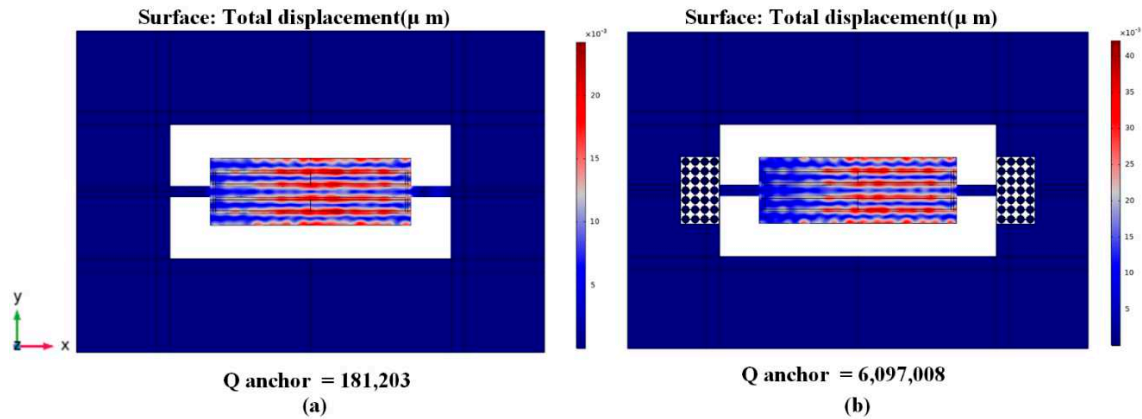 Surface: Total displacement(μ m)
×10⁻³
20
15
10
5
y
z
x
Q anchor = 181,203
(a)
Surface: Total displacement(μ m)
×10⁻³
40
35
30
25
20
15
10
5
Q anchor = 6,097,008
(b)